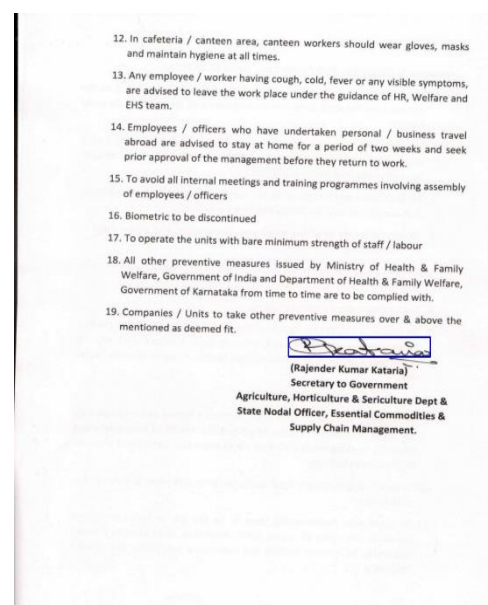 12. In cafeteria / canteen area, canteen workers should wear gloves, masks
and maintain hygiene at all times.
13. Any employee / worker having cough, cold, fever or any visible symptoms,
are advised to leave the work place under the guidance of HR, Welfare and
EHS team.
14. Employees / officers who have undertaken personal / business travel
abroad are advised to stay at home for a period of two weeks and seek
prior approval of the management before they return to work.
15. To avoid all internal meetings and training programmes involving assembly
of employees / officers
16. Biometric to be discontinued
17. To operate the units with bare minimum strength of staff / labour
18. All other preventive measures issued by Ministry of Health & Family
Welfare, Government of India and Department of Health & Family Welfare,
Government of Karnataka from time to time are to be complied with.
19. Companies / Units to take other preventive measures over & above the
mentioned as deemed fit.
(Rajender Kumar Kataria)
Secretary to Government
Agriculture, Horticulture & Sericulture Dept &
State Nodal Officer, Essential Commodities &
Supply Chain Management.